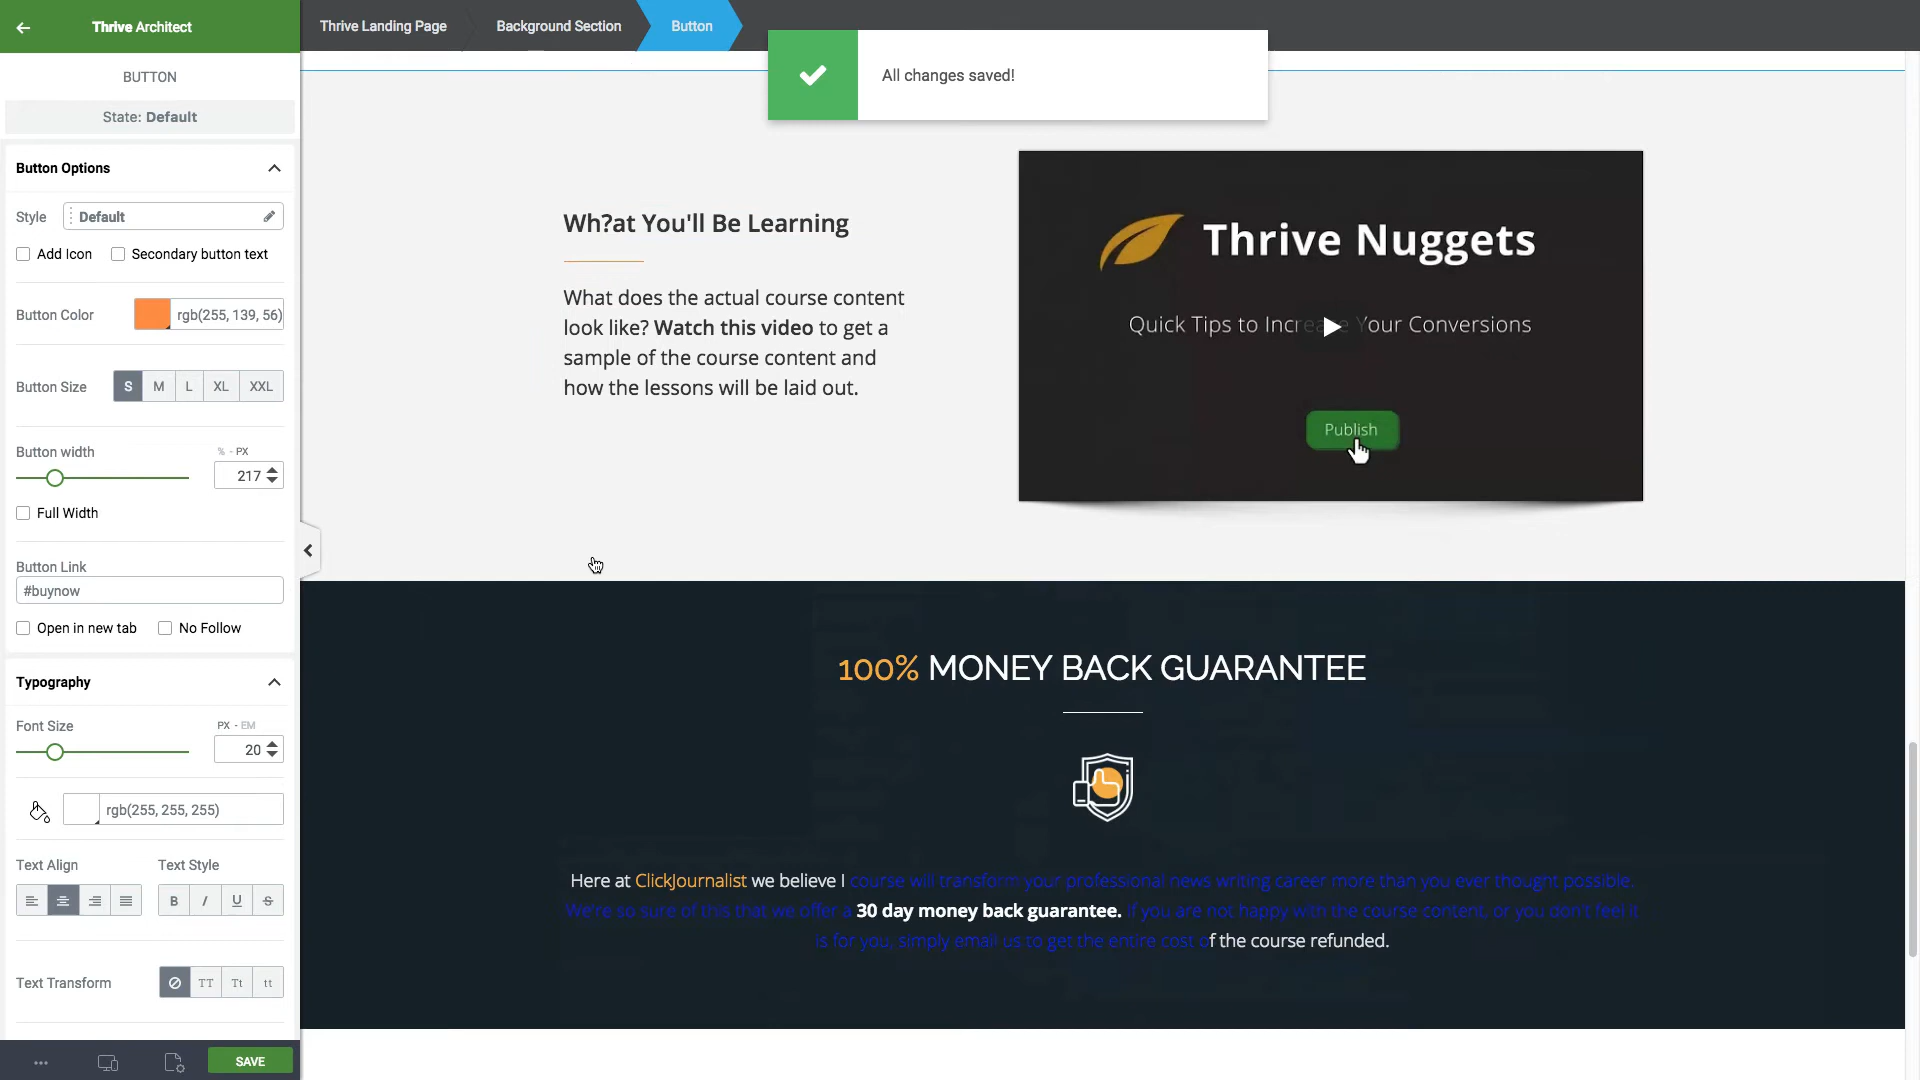 Thrive Architect
Thrive Landing Page
Background Section
Button
BUTTON
State: Default
All changes saved!
Button Options
Style
Default
Add Icon
Secondary button text
Button Color
rgb(255, 139, 56)
Button Size
S
M
L
XL
XXL
Button width
% - PX
217
Full Width
Button Link
#buynow
Open in new tab
No Follow
Typography
Font Size
PX - EM
20
rgb(255, 255, 255)
Text Align
Text Style
B
I
U
S
Text Transform
TT
Tt
tt
SAVE
Wh?at You'll Be Learning
What does the actual course content
look like? Watch this video to get a
sample of the course content and
how the lessons will be laid out.
Thrive Nuggets
Quick Tips to Increase Your Conversions
Publish
100% MONEY BACK GUARANTEE
Here at ClickJournalist we believe I course will transform your professional news writing career more than you ever thought possible.
We're so sure of this that we offer a 30 day money back guarantee. If you are not happy with the course content, or you don't feel it
is for you, simply email us to get the entire cost of the course refunded.